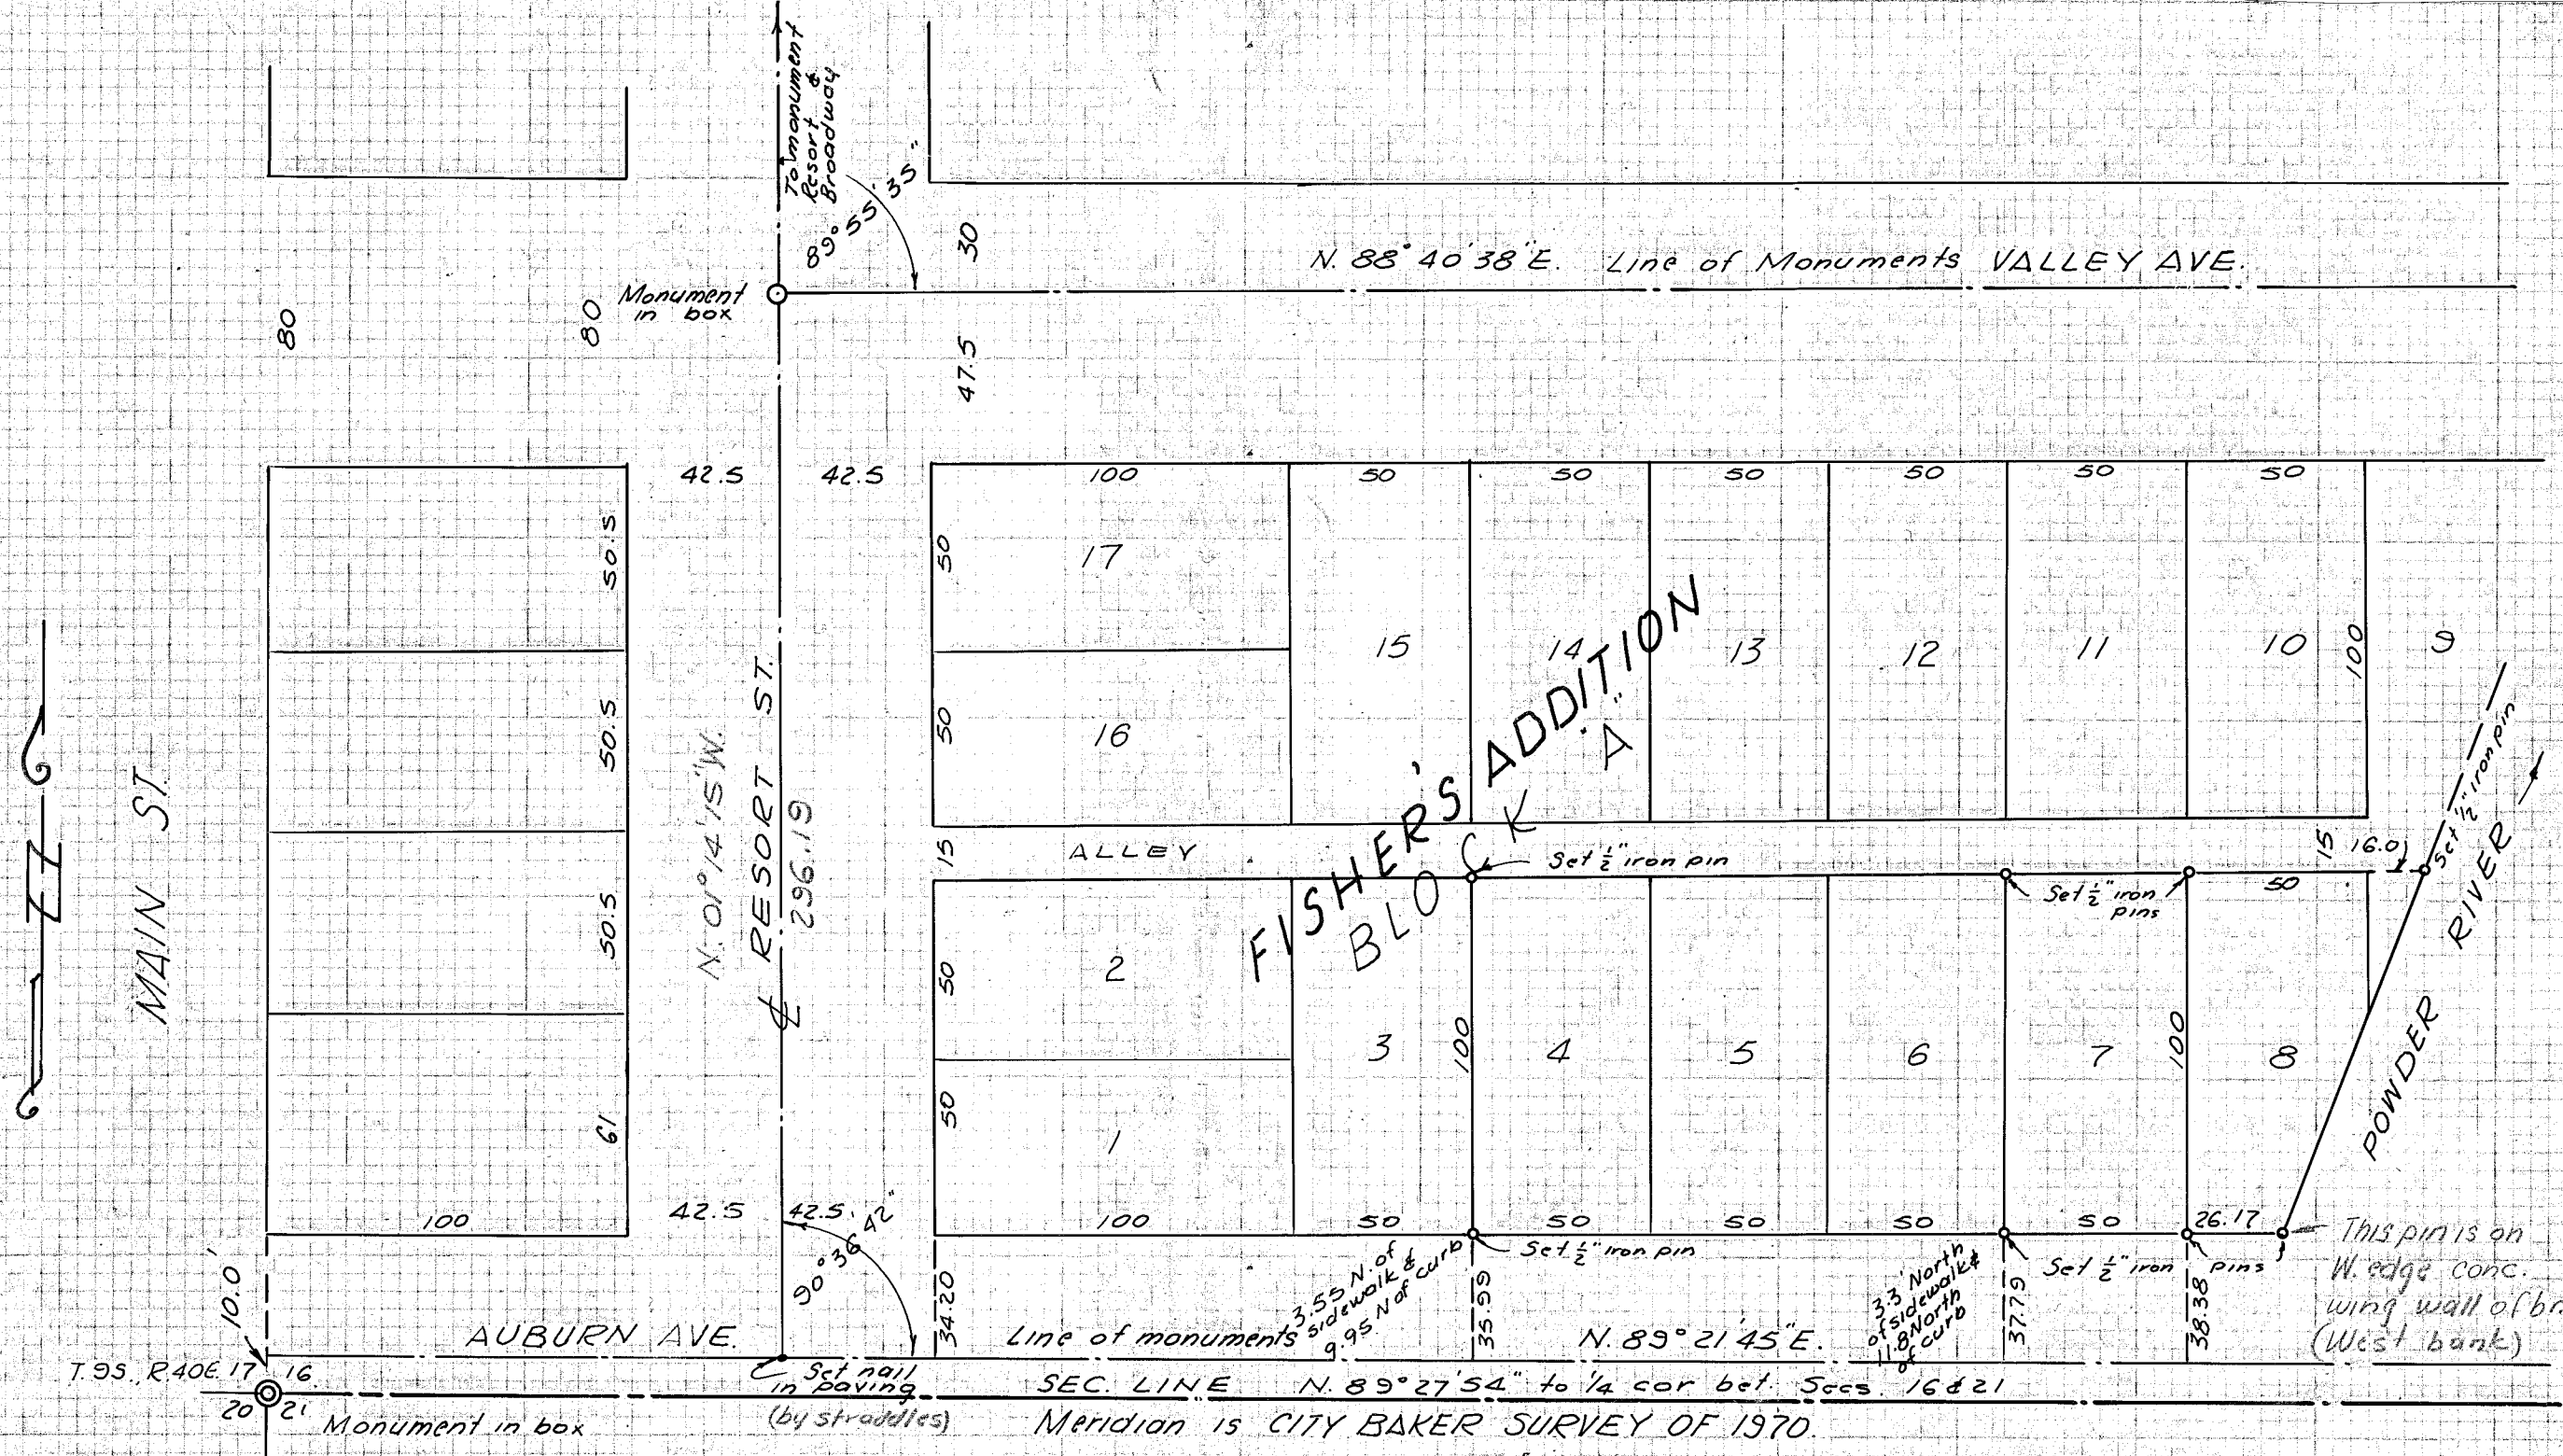 To monument
Resort &
Broadway
89° 55' 35"
30
N. 88° 40' 38" E. Line of Monuments VALLEY AVE.
Monument
in box
80
80
47.5
42.5
42.5
100
50
50
50
50
50
50
50.5
50.5
50.5
61
50
17
15
14
13
12
11
10
100
9
50
16
MAIN ST.
N. 01° 14' 15" W.
℄ RESORT ST.
296.19
FISHER'S ADDITION
BLOCK "A"
15
ALLEY
Set ½" iron pin
Set ½" iron
pins
50
15
16.0
Set ½" iron pin
POWDER RIVER
50
2
3
100
4
5
6
7
100
8
50
1
100
42.5
42.5
100
50
50
50
50
50
26.17
90° 36' 42"
10.0'
34.20
3.55 N. of
sidewalk &
9.95 N of curb
Set ½" iron pin
35.99
3.3' North
of sidewalk &
11.8 North
of curb
37.79
Set ½" iron pins
38.38
This pin is on
W. edge conc.
wing wall of br.
(West bank)
AUBURN AVE.
Line of monuments
N. 89° 21' 45" E.
T. 9S., R. 40E. 17 16
20 21
Monument in box
Set nail
in paving
(by straddles)
SEC. LINE N. 89° 27' 54" to ¼ cor bet. Secs. 16 & 21
Meridian is CITY BAKER SURVEY OF 1970.